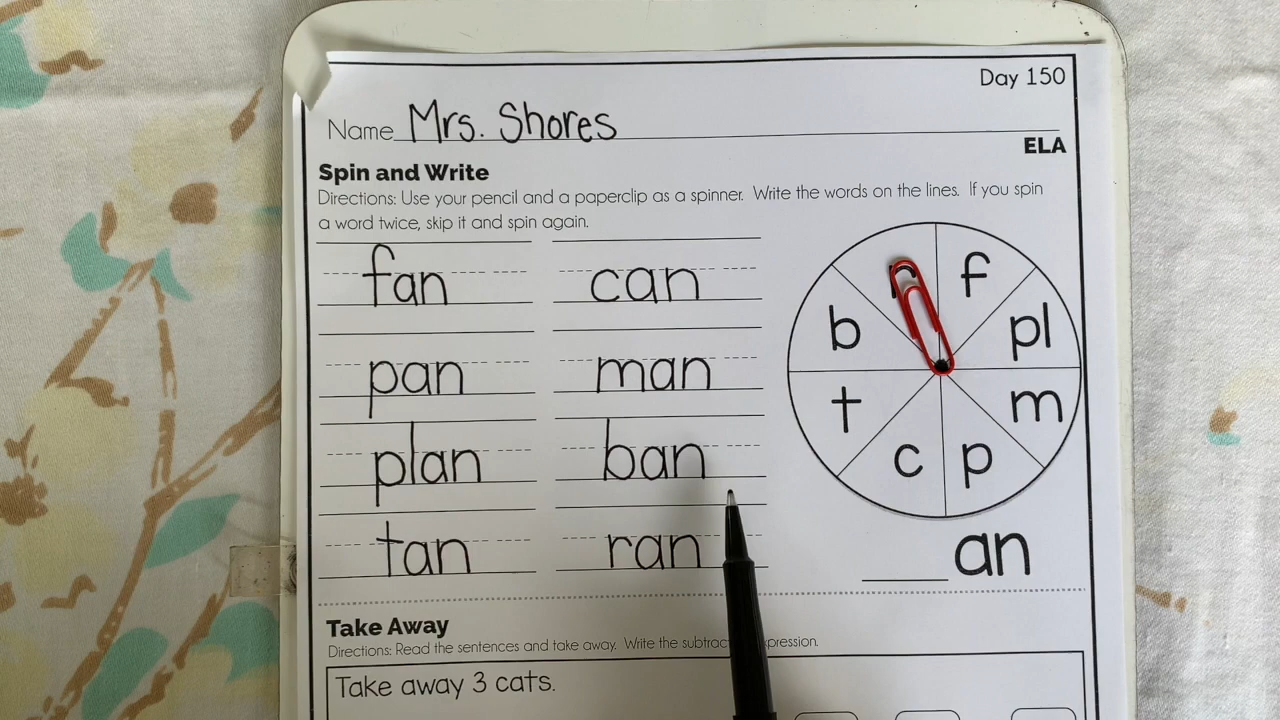 Day 150
Name Mrs. Shores
ELA
Spin and Write
Directions: Use your pencil and a paperclip as a spinner. Write the words on the lines. If you spin
a word twice, skip it and spin again.
fan can
pan man
plan ban
tan ran
r f
b pl
t m
c p
____ an
Take Away
Directions: Read the sentences and take away. Write the
Take away 3 cats.